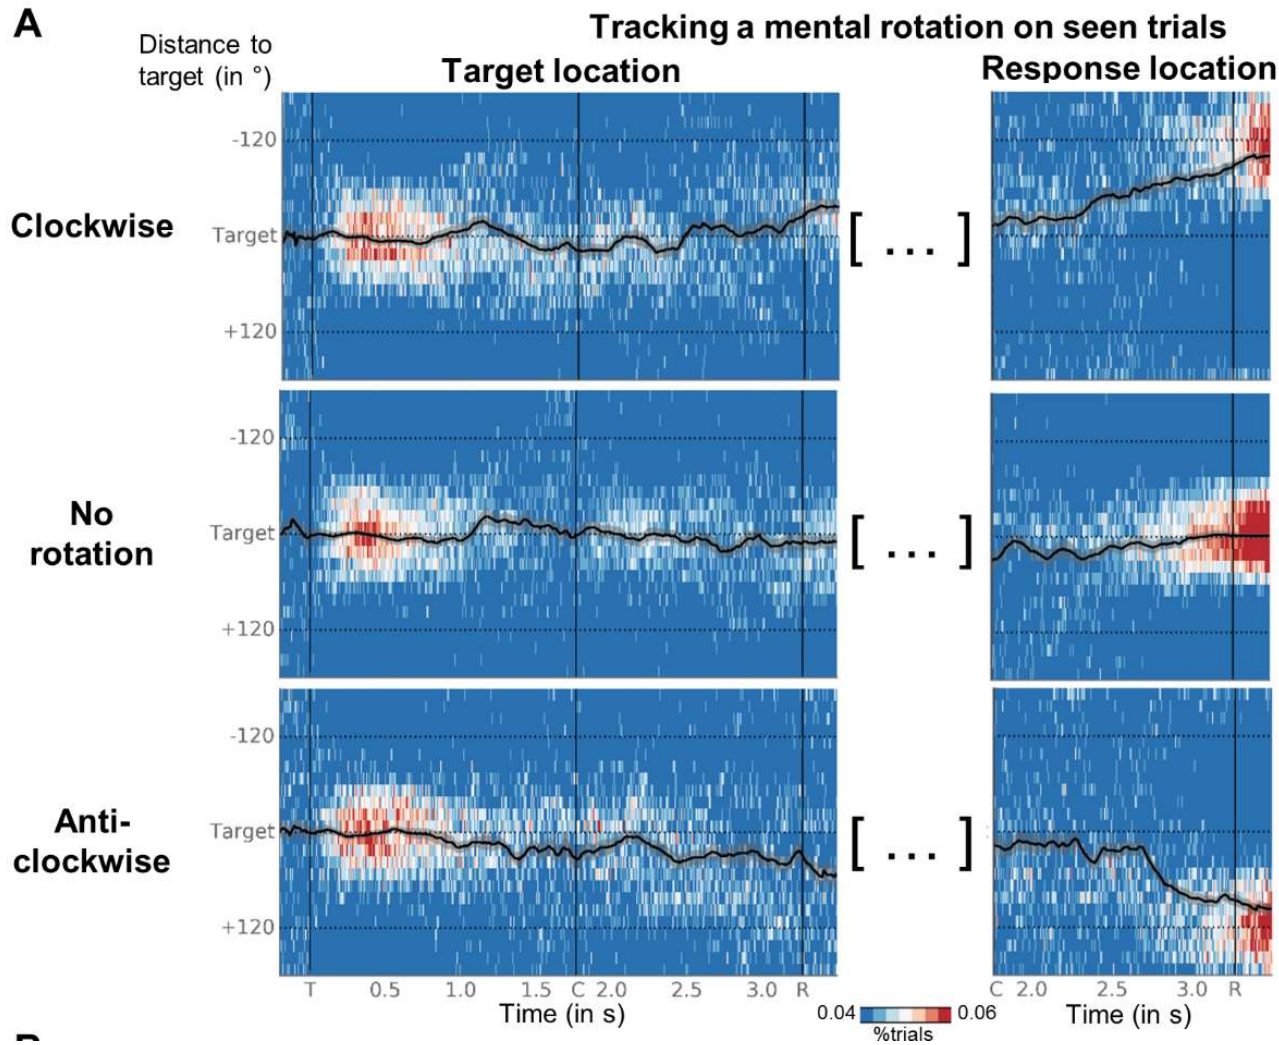 A
Tracking a mental rotation on seen trials
Distance to
target (in °)
Target location
Response location
Clockwise
-120
Target
+120
[ ... ]
No
rotation
-120
Target
+120
[ ... ]
Anti-
clockwise
-120
Target
+120
[ ... ]
T 0.5 1.0 1.5 C 2.0 2.5 3.0 R
C 2.0 2.5 3.0 R
Time (in s)
0.04 0.06
%trials
Time (in s)